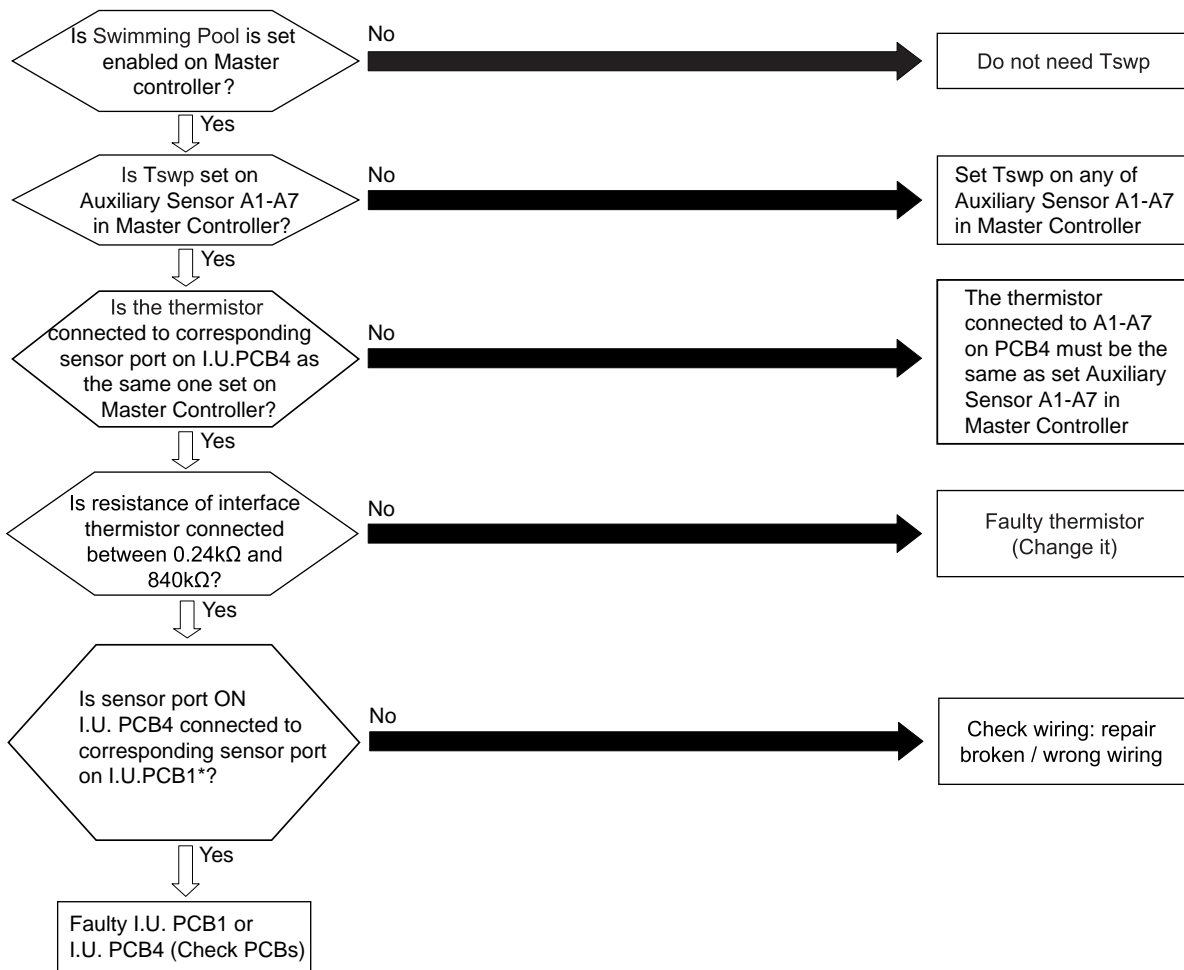 Is Swimming Pool is set
enabled on Master
controller?
No
Do not need Tswp
Yes
Is Tswp set on
Auxiliary Sensor A1-A7
in Master Controller?
No
Set Tswp on any of
Auxiliary Sensor A1-A7
in Master Controller
Yes
Is the thermistor
connected to corresponding
sensor port on I.U.PCB4 as
the same one set on
Master Controller?
No
The thermistor
connected to A1-A7
on PCB4 must be the
same as set Auxiliary
Sensor A1-A7 in
Master Controller
Yes
Is resistance of interface
thermistor connected
between 0.24kΩ and
840kΩ?
No
Faulty thermistor
(Change it)
Yes
Is sensor port ON
I.U. PCB4 connected to
corresponding sensor port
on I.U.PCB1*?
No
Check wiring: repair
broken / wrong wiring
Yes
Faulty I.U. PCB1 or
I.U. PCB4 (Check PCBs)